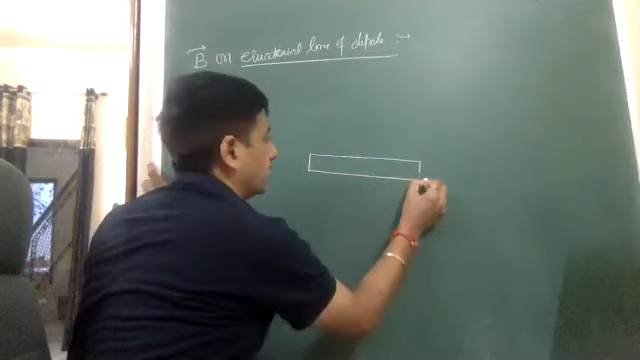 B⃗ on equatorial line of dipole :-